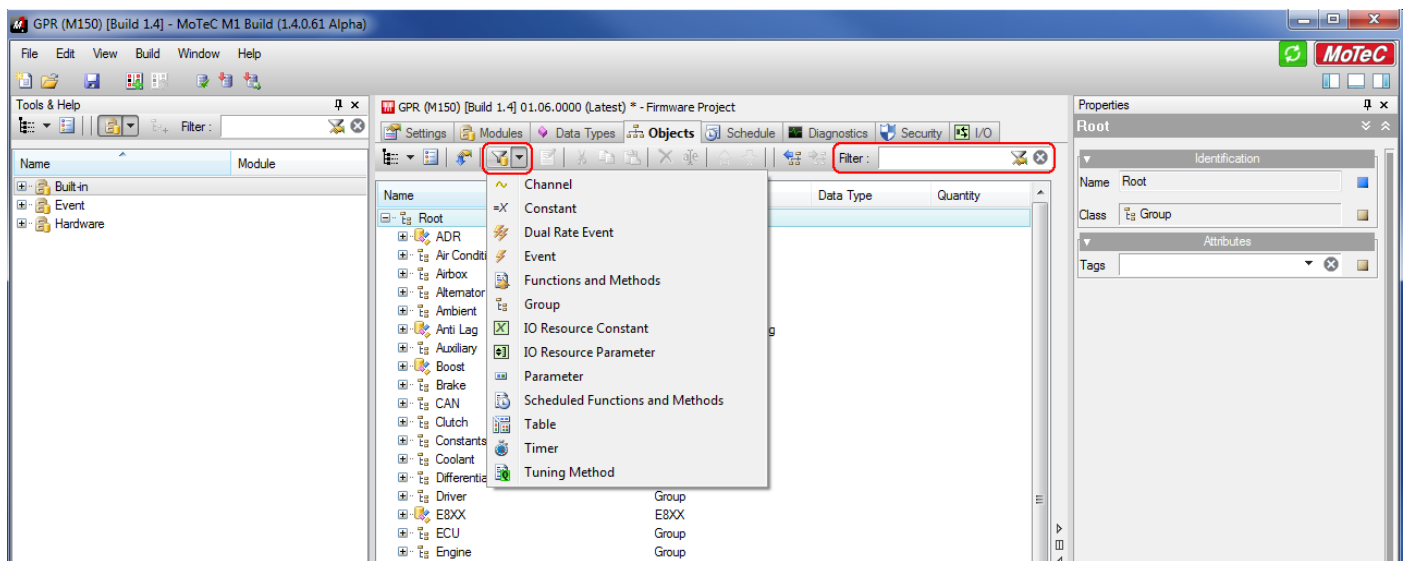 GPR (M150) [Build 1.4] - MoTeC M1 Build (1.4.0.61 Alpha)
File Edit View Build Window Help
MoTeC
Tools & Help
Filter :
Name Module
Built-in
Event
Hardware
GPR (M150) [Build 1.4] 01.06.0000 (Latest) * - Firmware Project
Settings Modules Data Types Objects Schedule Diagnostics Security I/O
Filter :
Name Data Type Quantity
Root
ADR
Air Conditi
Airbox
Alternator
Ambient
Anti Lag g
Auxiliary
Boost
Brake
CAN
Clutch
Constants
Coolant
Differentia
Driver Group
E8XX E8XX
ECU Group
Engine Group
Channel
=X Constant
Dual Rate Event
Event
Functions and Methods
Group
X IO Resource Constant
IO Resource Parameter
Parameter
Scheduled Functions and Methods
Table
Timer
Tuning Method
Properties
Root
Identification
Name Root
Class Group
Attributes
Tags